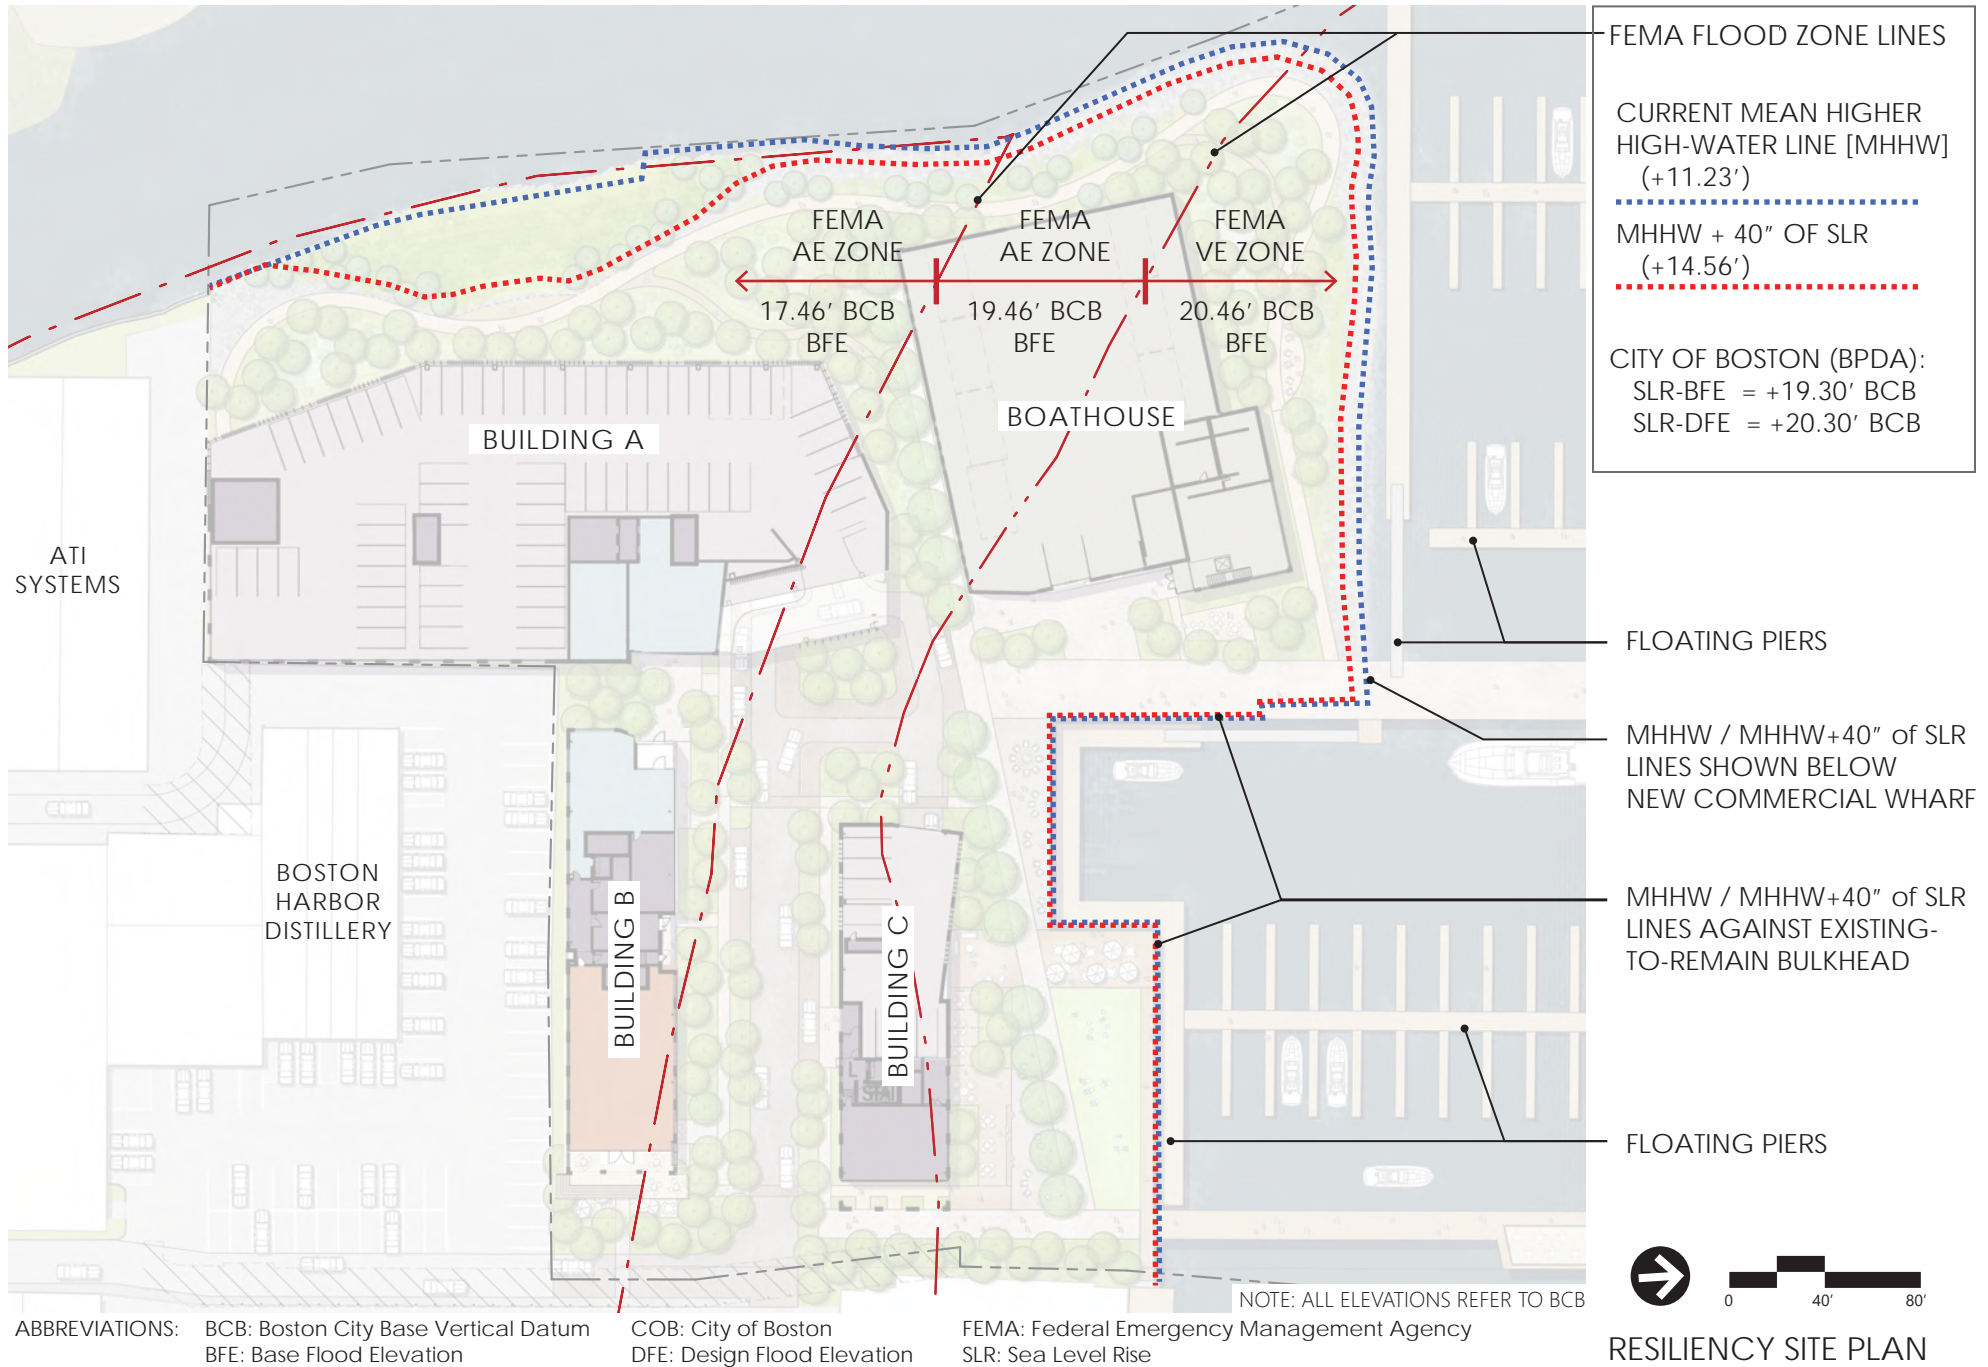 FEMA FLOOD ZONE LINES
CURRENT MEAN HIGHER
HIGH-WATER LINE [MHHW]
(+11.23’)
MHHW + 40” OF SLR
(+14.56’)
CITY OF BOSTON (BPDA):
SLR-BFE = +19.30’ BCB
SLR-DFE = +20.30’ BCB
FEMA
AE ZONE
17.46’ BCB
BFE
FEMA
AE ZONE
19.46’ BCB
BFE
FEMA
VE ZONE
20.46’ BCB
BFE
BOATHOUSE
BUILDING A
ATI
SYSTEMS
BOSTON
HARBOR
DISTILLERY
BUILDING B
BUILDING C
STAI
FLOATING PIERS
MHHW / MHHW+40” of SLR
LINES SHOWN BELOW
NEW COMMERCIAL WHARF
MHHW / MHHW+40” of SLR
LINES AGAINST EXISTING-
TO-REMAIN BULKHEAD
FLOATING PIERS
NOTE: ALL ELEVATIONS REFER TO BCB
0 40’ 80’
RESILIENCY SITE PLAN
ABBREVIATIONS: BCB: Boston City Base Vertical Datum COB: City of Boston FEMA: Federal Emergency Management Agency
BFE: Base Flood Elevation DFE: Design Flood Elevation SLR: Sea Level Rise